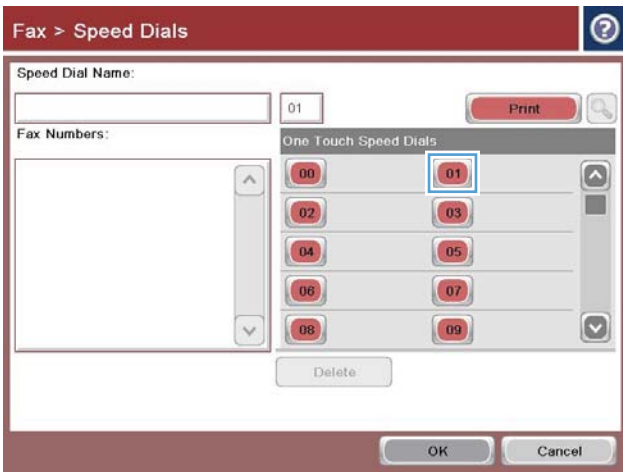 Fax > Speed Dials
?
Speed Dial Name:
01
Print
Fax Numbers:
One Touch Speed Dials
00 01
02 03
04 05
06 07
08 09
Delete
OK Cancel